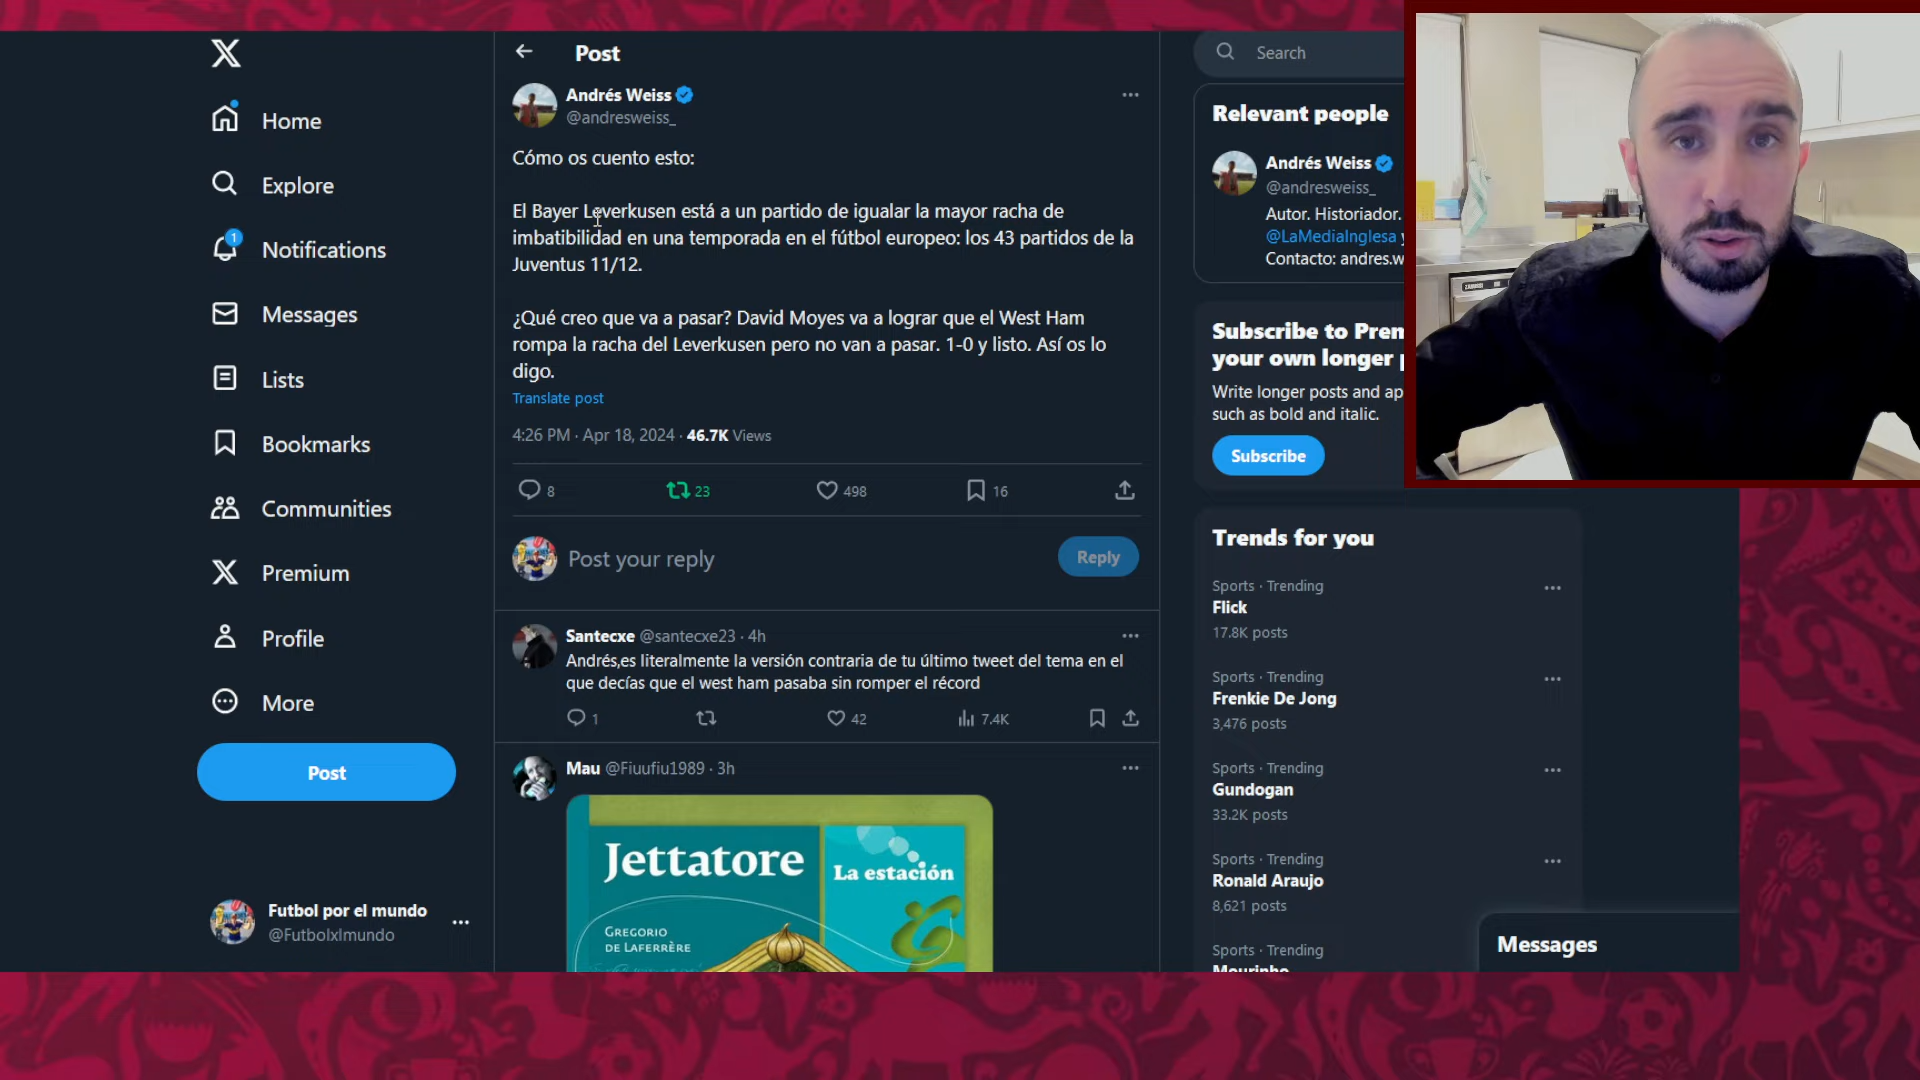 Home
Explore
1
Notifications
Messages
Lists
Bookmarks
Communities
Premium
Profile
More
Post
Futbol por el mundo
@Futbolxlmundo
Post
Andrés Weiss
@andresweiss_
Cómo os cuento esto:
El Bayer Leverkusen está a un partido de igualar la mayor racha de
imbatibilidad en una temporada en el fútbol europeo: los 43 partidos de la
Juventus 11/12.
¿Qué creo que va a pasar? David Moyes va a lograr que el West Ham
rompa la racha del Leverkusen pero no van a pasar. 1-0 y listo. Así os lo
digo.
Translate post
4:26 PM · Apr 18, 2024 · 46.7K Views
8 23 498 16
Post your reply
Reply
Santecxe @santecxe23 · 4h
Andrés,es literalmente la versión contraria de tu último tweet del tema en el
que decías que el west ham pasaba sin romper el récord
1 42 7.4K
Mau @Fiuufiu1989 · 3h
Jettatore
La estación
GREGORIO
DE LAFERRÈRE
Search
Relevant people
Andrés Weiss
@andresweiss_
Autor. Historiador.
@LaMediaInglesa y
Contacto: andres.w
Subscribe to Prem
your own longer p
Write longer posts and ap
such as bold and italic.
Subscribe
Trends for you
Sports · Trending
Flick
17.8K posts
Sports · Trending
Frenkie De Jong
3,476 posts
Sports · Trending
Gundogan
33.2K posts
Sports · Trending
Ronald Araujo
8,621 posts
Sports · Trending
Mourinho
Messages